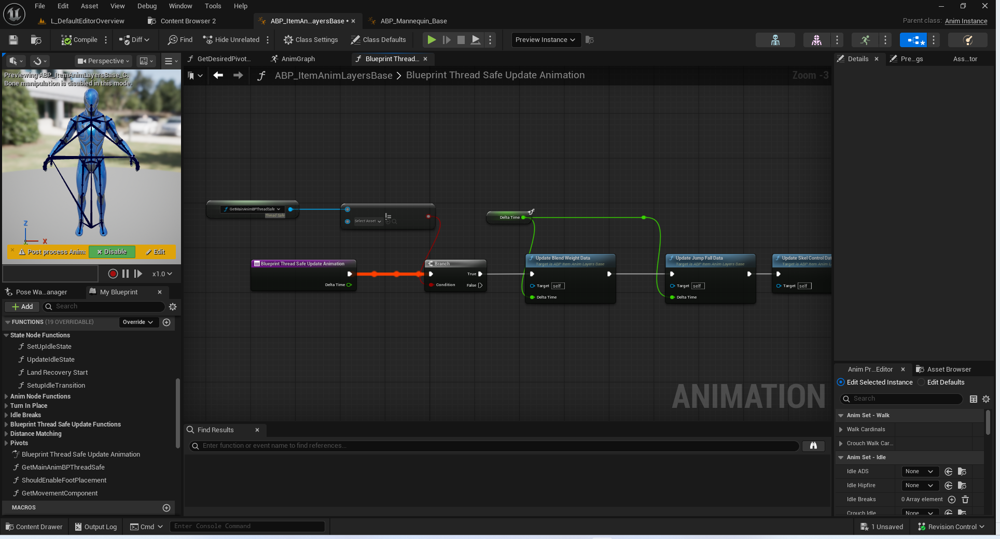 File Edit Asset View Debug Window Tools Help
L_DefaultEditorOverview
Content Browser 2
ABP_ItemAn...ayersBase *
ABP_Mannequin_Base
Parent class: Anim Instance
Compile
Diff
Find
Hide Unrelated
Class Settings
Class Defaults
Preview Instance
Perspective
Previewing ABP_ItemAnimLayersBase_C.
Bone manipulation is disabled in this mode.
Z
X
Post process Anim
Disable
Edit
x1.0
Pose Wa...anager
My Blueprint
Add
Search
FUNCTIONS (19 OVERRIDABLE)
Override
State Node Functions
SetUpIdleState
UpdateIdleState
Land Recovery Start
SetupIdleTransition
Anim Node Functions
Turn In Place
Idle Breaks
Blueprint Thread Safe Update Functions
Distance Matching
Pivots
Blueprint Thread Safe Update Animation
GetMainAnimBPThreadSafe
ShouldEnableFootPlacement
GetMovementComponent
MACROS
GetDesiredPivot...
AnimGraph
Blueprint Thread...
ABP_ItemAnimLayersBase > Blueprint Thread Safe Update Animation
Zoom -3
GetMainAnimBPThreadSafe
Thread Safe
!=
Select Asset
Delta Time
Blueprint Thread Safe Update Animation
Delta Time
Branch
True
Condition
False
Update Blend Weight Data
Target is ABP Item Anim Layers Base
Target self
Delta Time
Update Jump Fall Data
Target is ABP Item Anim Layers Base
Target self
Delta Time
Update Skel Control Dat
Target is ABP Item Anim L
Target self
ANIMATION
Find Results
Enter function or event name to find references...
Details
Pre...gs
Ass...tor
Anim Pr...Editor
Asset Browser
Edit Selected Instance
Edit Defaults
Search
Anim Set - Walk
Walk Cardinals
Crouch Walk Car...
Anim Set - Idle
Idle ADS
None
Idle Hipfire
None
Idle Breaks
0 Array element
Crouch Idle
None
Content Drawer
Output Log
Cmd
Enter Console Command
1 Unsaved
Revision Control